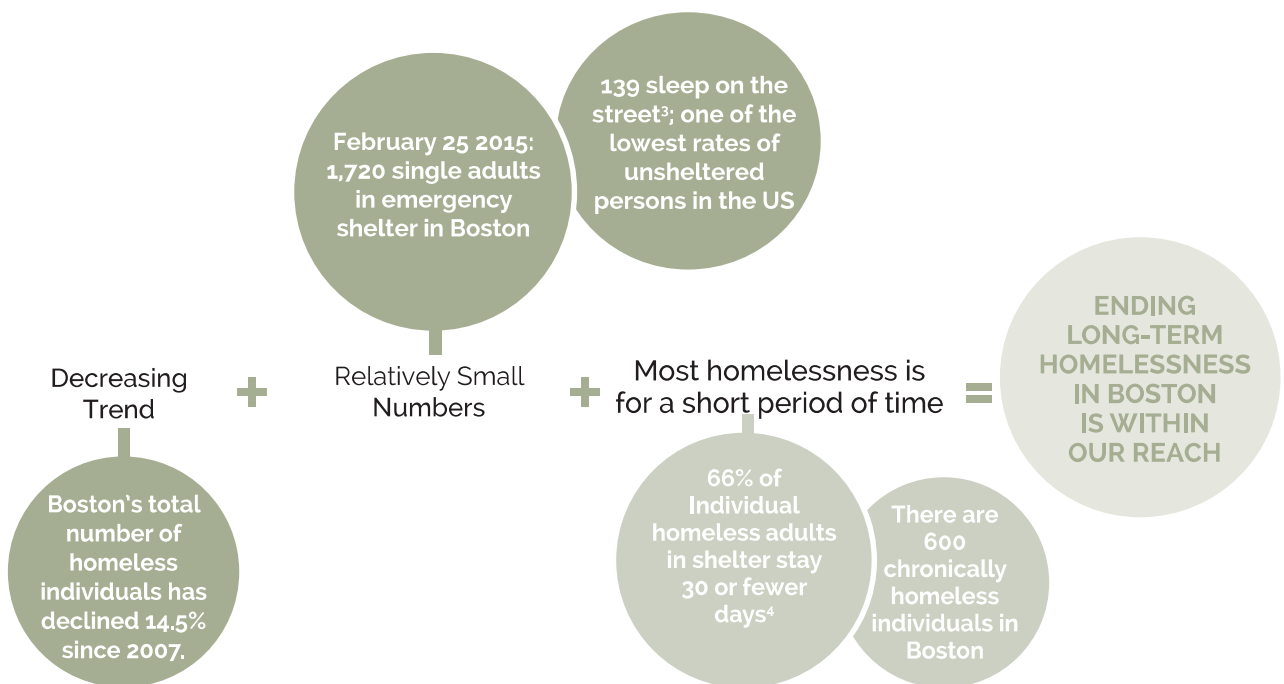 Decreasing
Trend
Boston’s total
number of
homeless
individuals has
declined 14.5%
since 2007.
+
February 25 2015:
1,720 single adults
in emergency
shelter in Boston
139 sleep on the
street³; one of the
lowest rates of
unsheltered
persons in the US
Relatively Small
Numbers
+
Most homelessness is
for a short period of time
66% of
Individual
homeless adults
in shelter stay
30 or fewer
days⁴
There are
600
chronically
homeless
individuals in
Boston
=
ENDING
LONG-TERM
HOMELESSNESS
IN BOSTON
IS WITHIN
OUR REACH